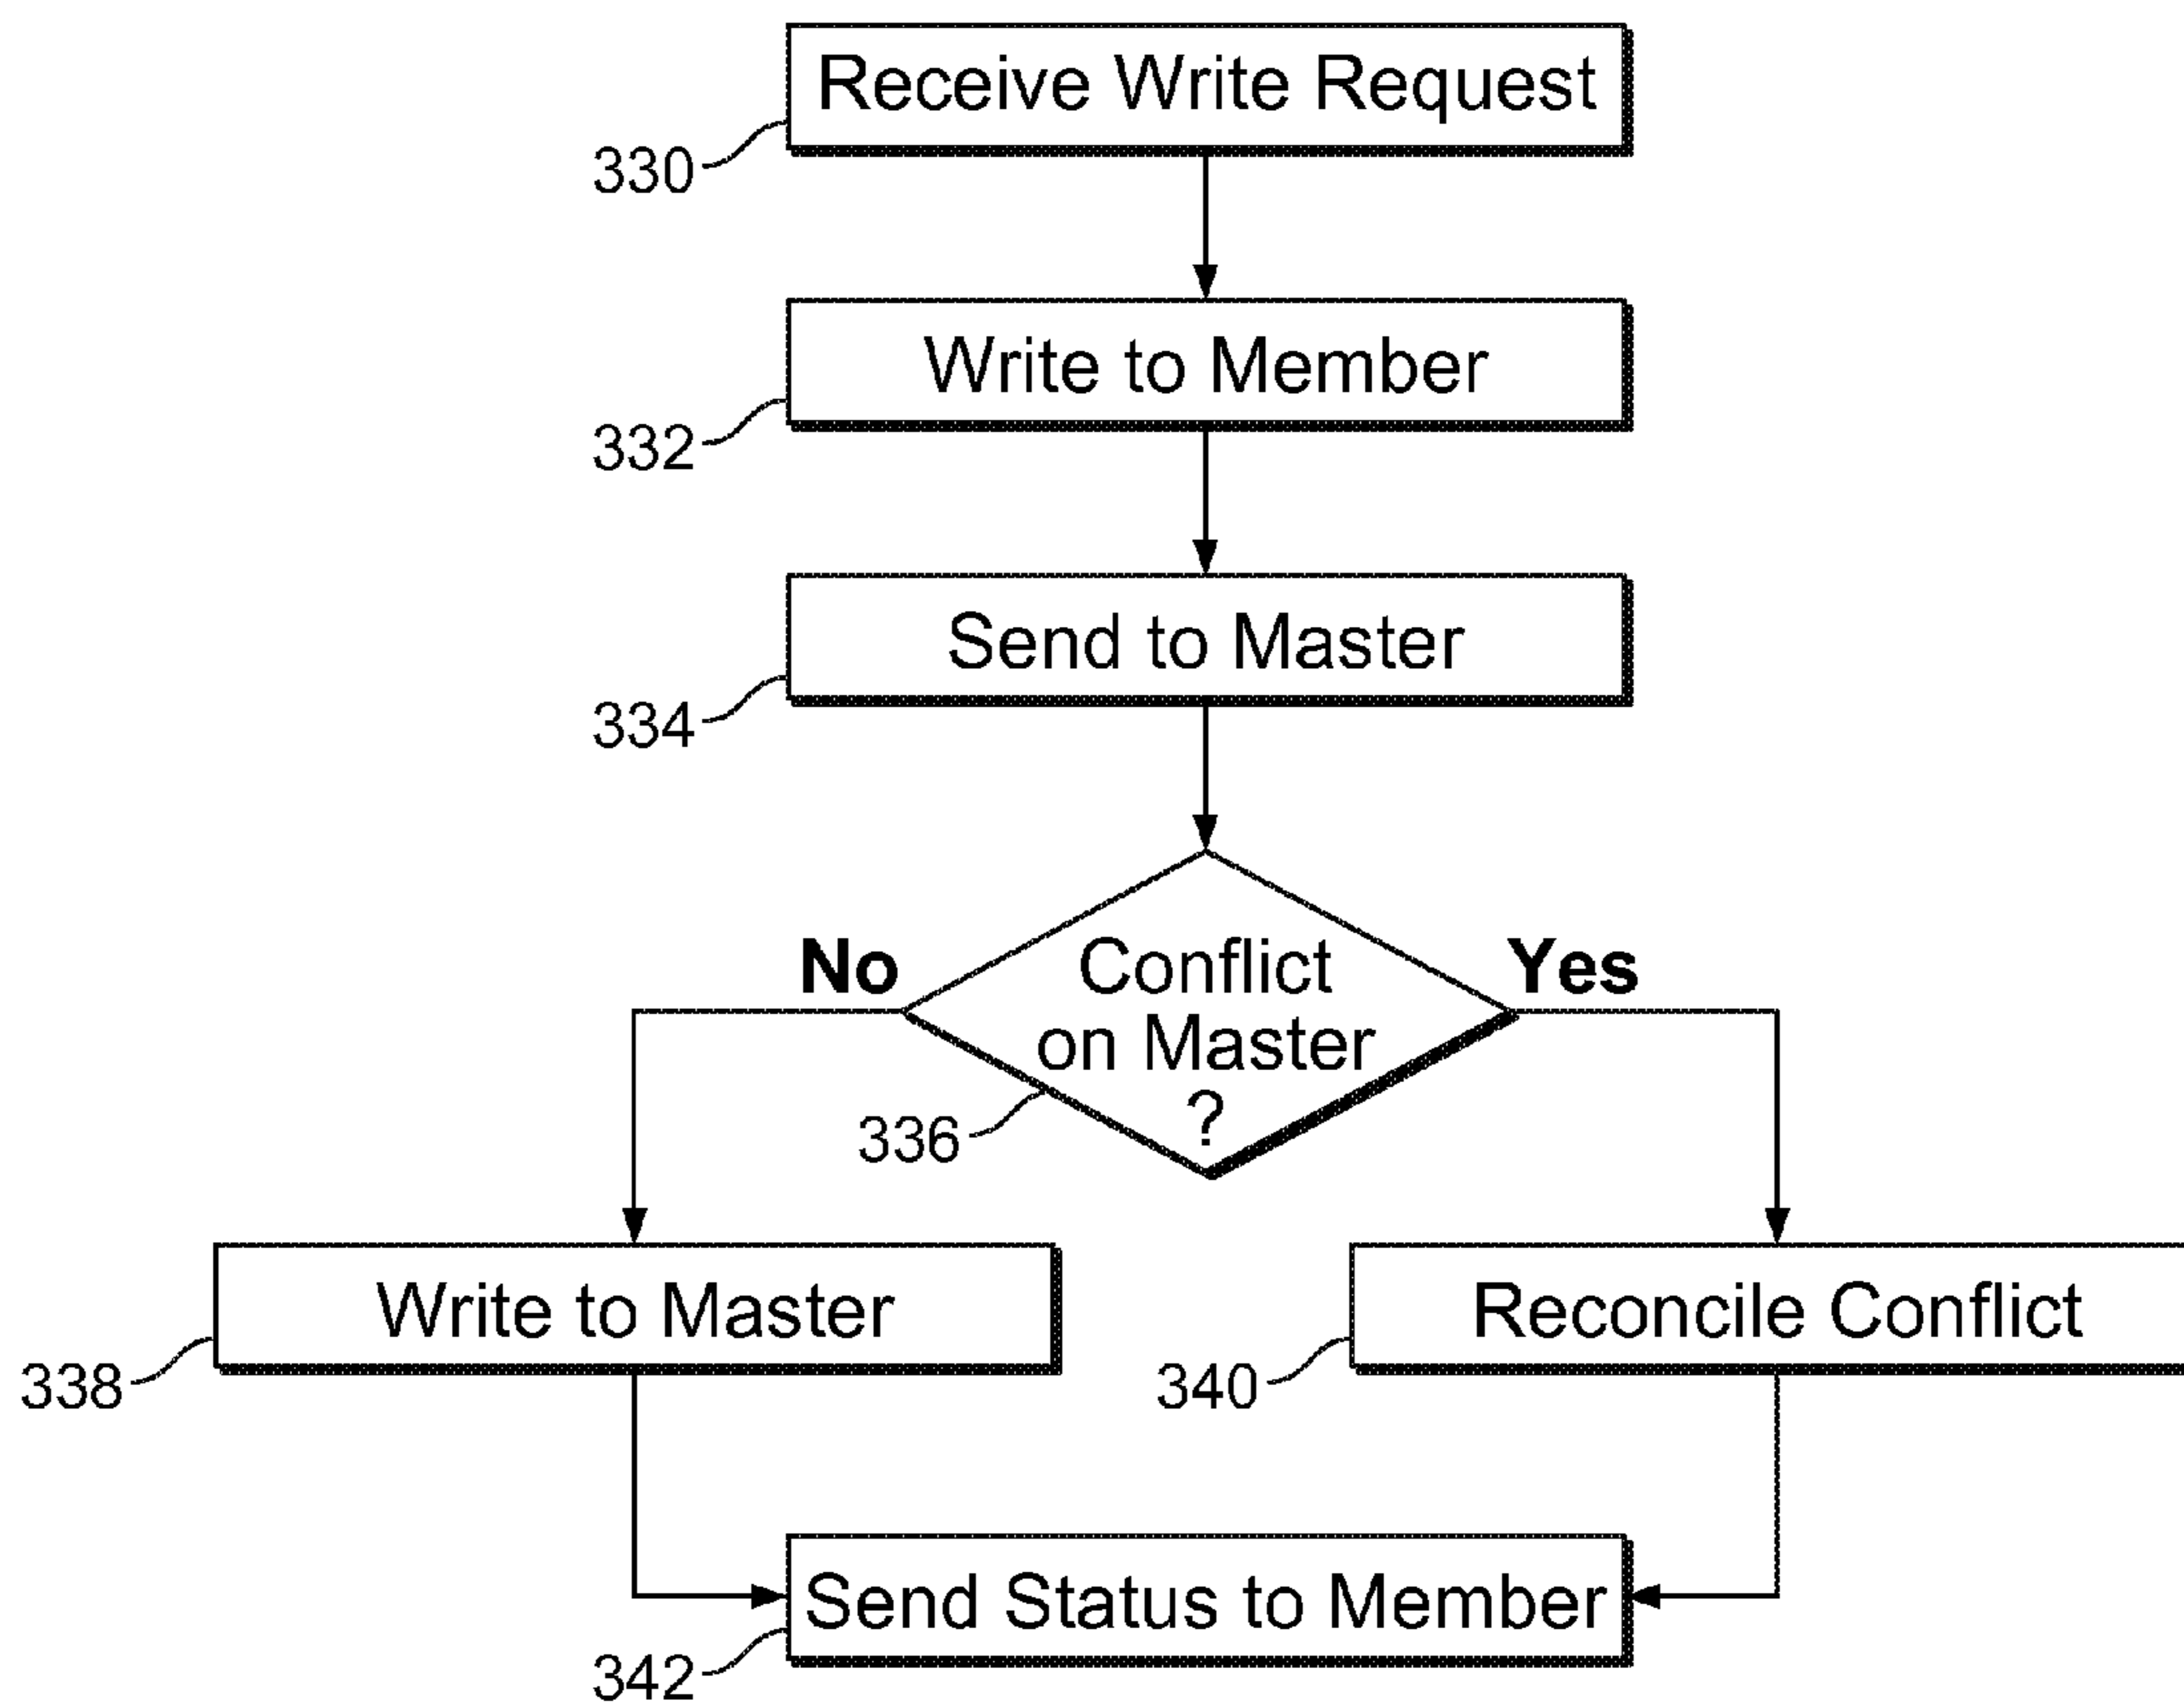 Receive Write Request
330
Write to Member
332
Send to Master
334
No
Yes
Conflict
on Master
?
336
Write to Master
338
Reconcile Conflict
340
Send Status to Member
342